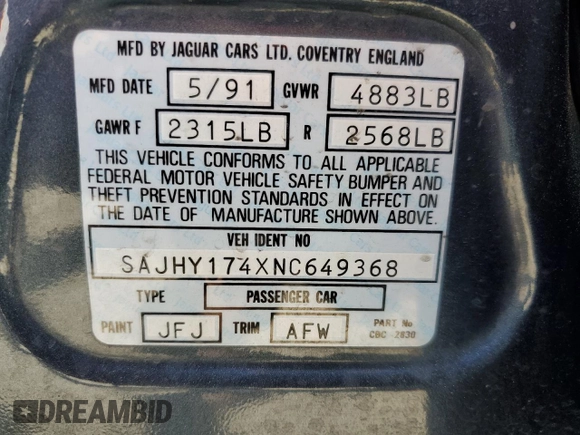 MFD BY JAGUAR CARS LTD. COVENTRY ENGLAND
MFD DATE 5/91 GVWR 4883LB
GAWR F 2315LB R 2568LB
THIS VEHICLE CONFORMS TO ALL APPLICABLE
FEDERAL MOTOR VEHICLE SAFETY BUMPER AND
THEFT PREVENTION STANDARDS IN EFFECT ON
THE DATE OF MANUFACTURE SHOWN ABOVE.
VEH IDENT NO
SAJHY174XNC649368
TYPE PASSENGER CAR
PAINT JFJ TRIM AFW PART No
CBC 2830
DREAMBID